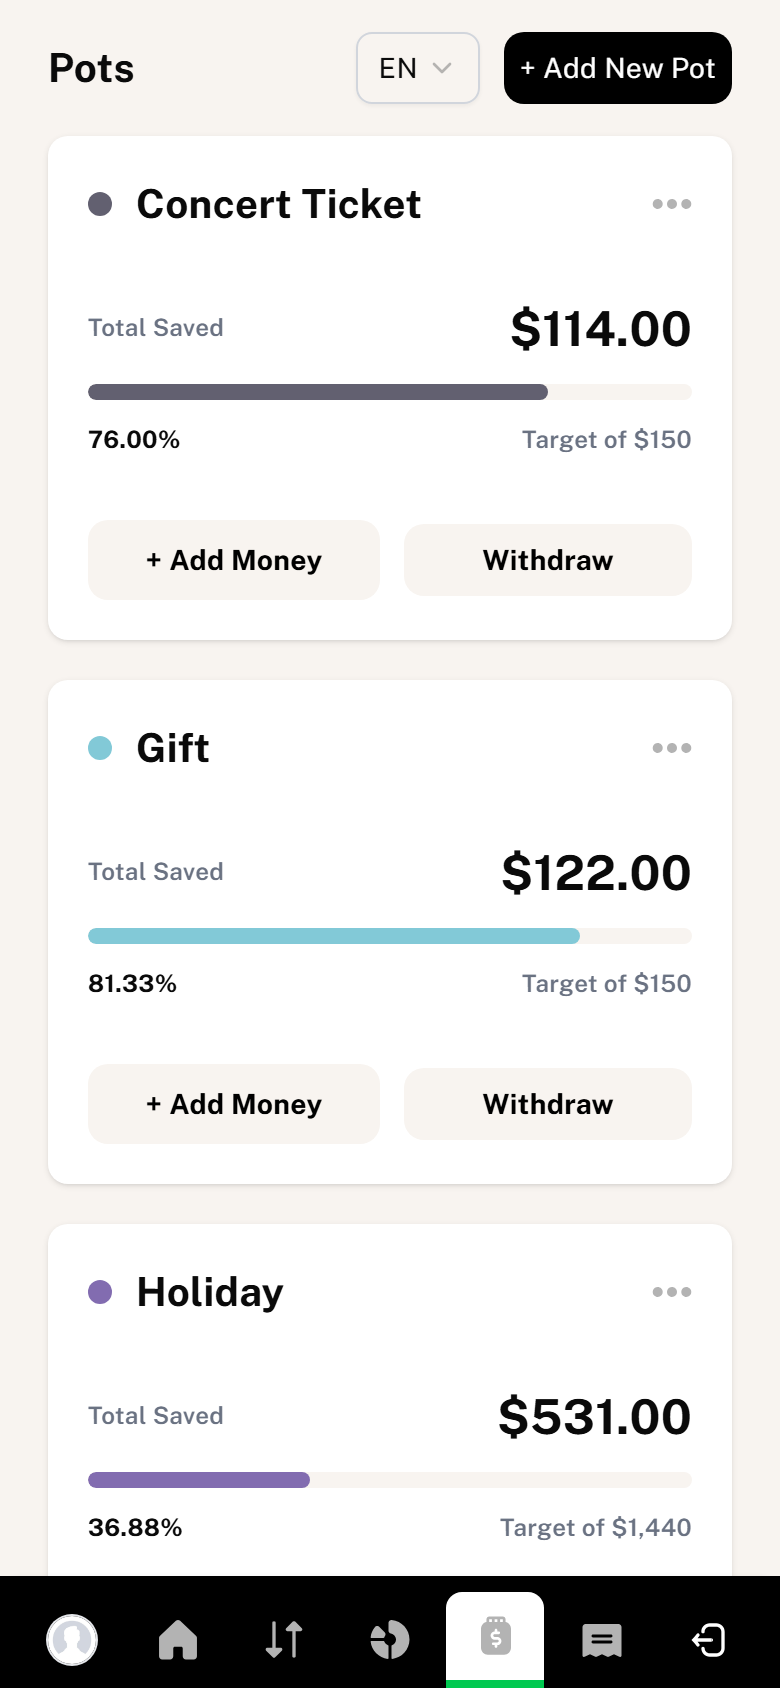 Pots
EN
+ Add New Pot
Concert Ticket
Total Saved
$114.00
76.00%
Target of $150
+ Add Money
Withdraw
Gift
Total Saved
$122.00
81.33%
Target of $150
+ Add Money
Withdraw
Holiday
Total Saved
$531.00
36.88%
Target of $1,440
$